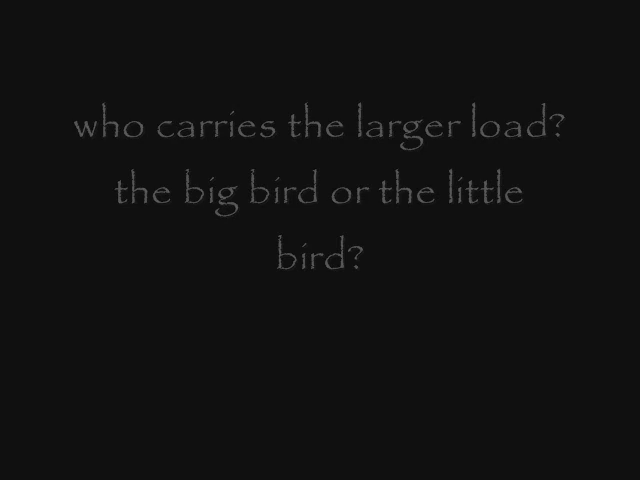 who carries the larger load?
the big bird or the little
bird?